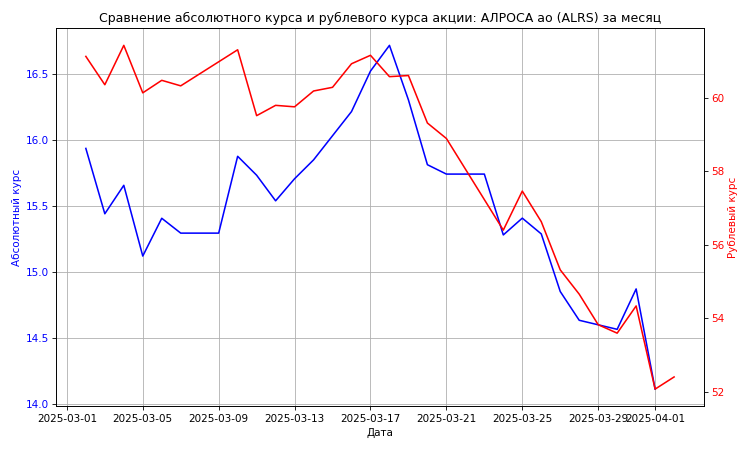 Сравнение абсолютного курса и рублевого курса акции: АЛРОСА ао (ALRS) за месяц
16.5
16.0
15.5
15.0
14.5
14.0
Абсолютный курс
60
58
56
54
52
Рублевый курс
2025-03-01 2025-03-05 2025-03-09 2025-03-13 2025-03-17 2025-03-21 2025-03-25 2025-03-29 2025-04-01
Дата